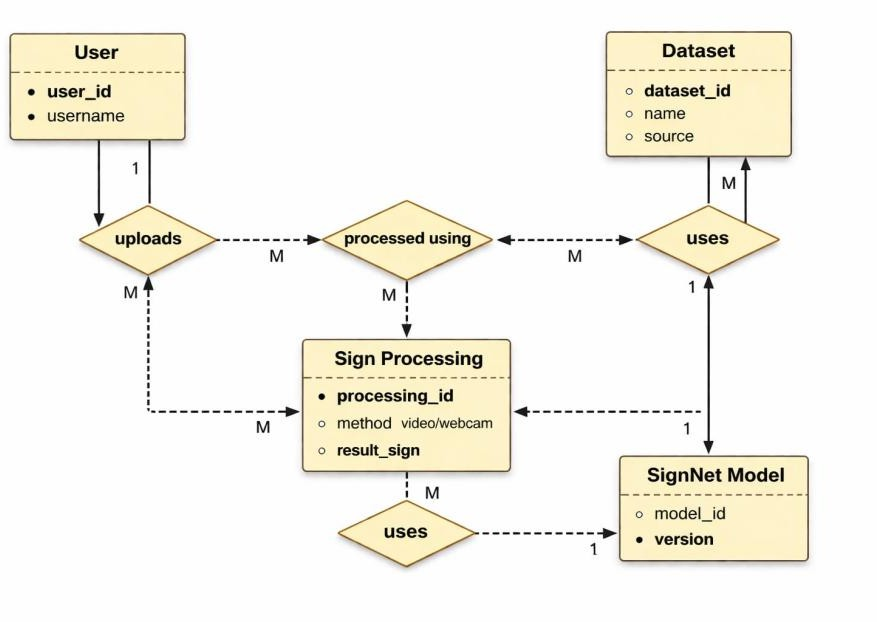 User
• user_id
• username
Dataset
○ dataset_id
○ name
○ source
1
M
uploads
processed using
uses
M
M
M
M
1
Sign Processing
• processing_id
○ method video/webcam
○ result_sign
M
1
SignNet Model
○ model_id
• version
M
uses
1